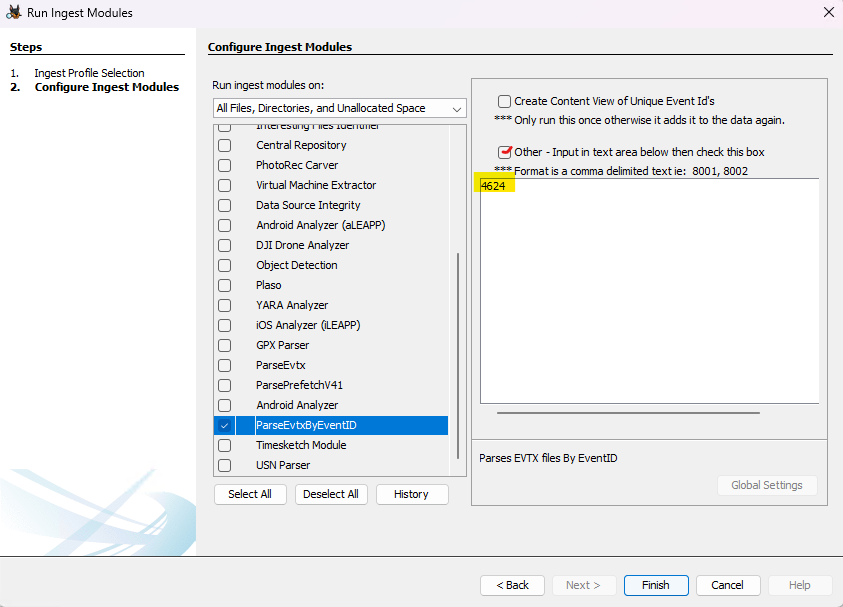 Run Ingest Modules
Steps
1. Ingest Profile Selection
2. Configure Ingest Modules
Configure Ingest Modules
Run ingest modules on:
All Files, Directories, and Unallocated Space
Interesting Files Identifier
Central Repository
PhotoRec Carver
Virtual Machine Extractor
Data Source Integrity
Android Analyzer (aLEAPP)
DJI Drone Analyzer
Object Detection
Plaso
YARA Analyzer
iOS Analyzer (iLEAPP)
GPX Parser
ParseEvtx
ParsePrefetchV41
Android Analyzer
ParseEvtxByEventID
Timesketch Module
USN Parser
Select All
Deselect All
History
Create Content View of Unique Event Id's
*** Only run this once otherwise it adds it to the data again.
Other - Input in text area below then check this box
*** Format is a comma delimited text ie: 8001, 8002
4624
Parses EVTX files By EventID
Global Settings
< Back
Next >
Finish
Cancel
Help